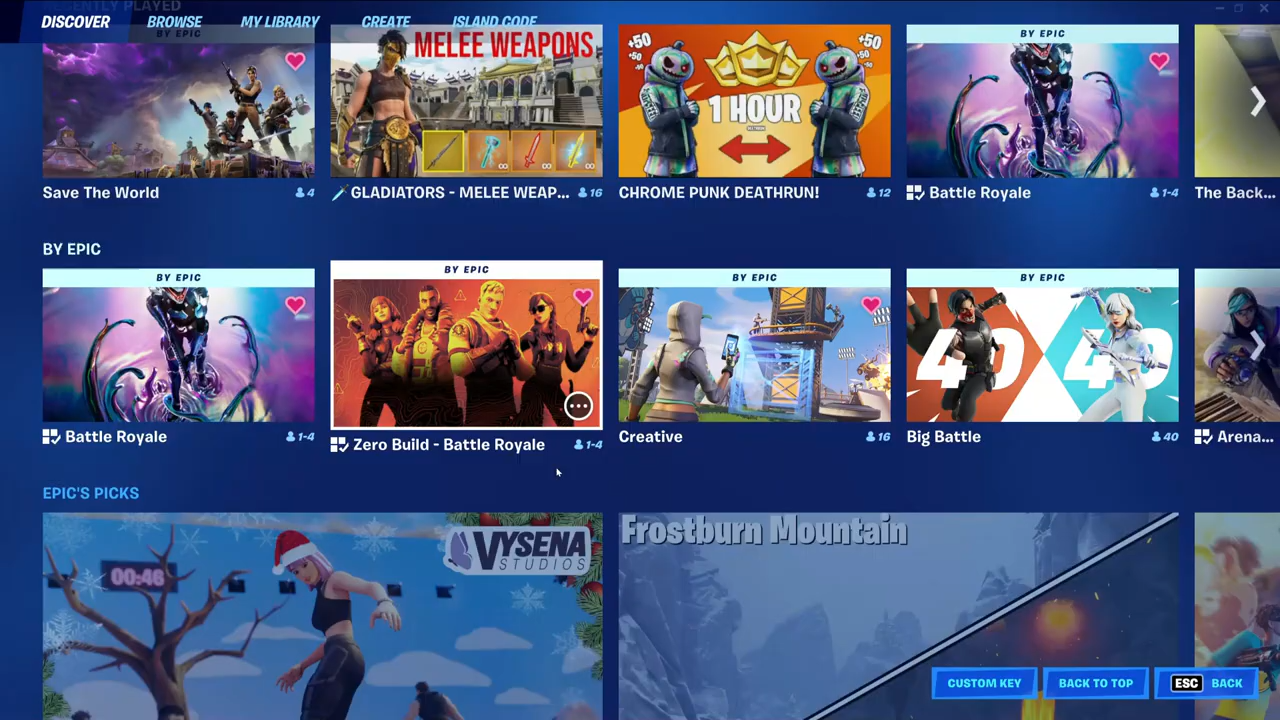 RECENTLY PLAYED
DISCOVER BROWSE MY LIBRARY CREATE ISLAND CODE
BY EPIC
BY EPIC
MELEE WEAPONS
+50
+50
1 HOUR
Save The World 4
GLADIATORS - MELEE WEAP... 16
CHROME PUNK DEATHRUN! 12
Battle Royale 1-4
The Back...
BY EPIC
BY EPIC
BY EPIC
BY EPIC
BY EPIC
40 40
Battle Royale 1-4
Zero Build - Battle Royale 1-4
Creative 16
Big Battle 40
Arena...
EPIC'S PICKS
VYSENA
STUDIOS
00:46
Frostburn Mountain
CUSTOM KEY
BACK TO TOP
ESC BACK